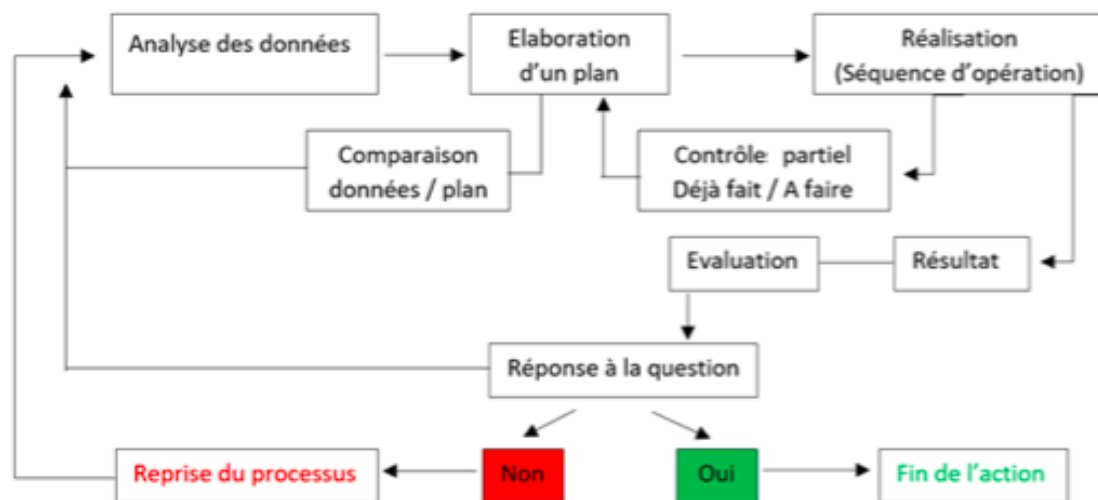 Analyse des données
Elaboration
d'un plan
Réalisation
(Séquence d'opération)
Comparaison
données / plan
Contrôle: partiel
Déjà fait / A faire
Evaluation
Résultat
Réponse à la question
Reprise du processus
Non
Oui
Fin de l'action